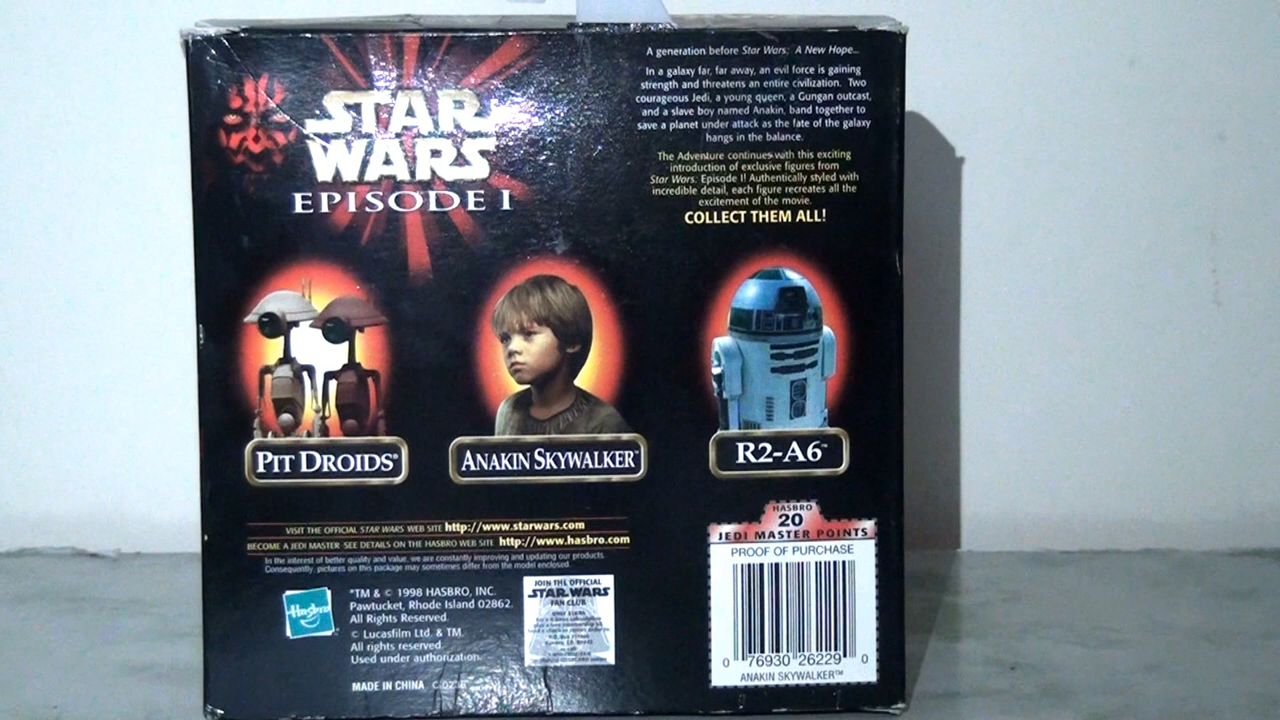 STAR
WARS
EPISODE I
A generation before Star Wars: A New Hope...
In a galaxy far, far away, an evil force is gaining
strength and threatens an entire civilization. Two
courageous Jedi, a young queen, a Gungan outcast,
and a slave boy named Anakin, band together to
save a planet under attack as the fate of the galaxy
hangs in the balance.
The Adventure continues with this exciting
introduction of exclusive figures from
Star Wars: Episode I! Authentically styled with
incredible detail, each figure recreates all the
excitement of the movie.
COLLECT THEM ALL!
PIT DROIDS®
ANAKIN SKYWALKER™
R2-A6™
VISIT THE OFFICIAL STAR WARS WEB SITE http://www.starwars.com
BECOME A JEDI MASTER-SEE DETAILS ON THE HASBRO WEB SITE http://www.hasbro.com
In the interest of better quality and value, we are constantly improving and updating our products.
Consequently, pictures on this package may sometimes differ from the model enclosed.
Hasbro
®TM & © 1998 HASBRO, INC.
Pawtucket, Rhode Island 02862.
All Rights Reserved.
© Lucasfilm Ltd. & TM.
All rights reserved.
Used under authorization.
MADE IN CHINA
JOIN THE OFFICIAL
STAR WARS
FAN CLUB
HASBRO
20
JEDI MASTER POINTS
PROOF OF PURCHASE
0 76930 26229 0
ANAKIN SKYWALKER™